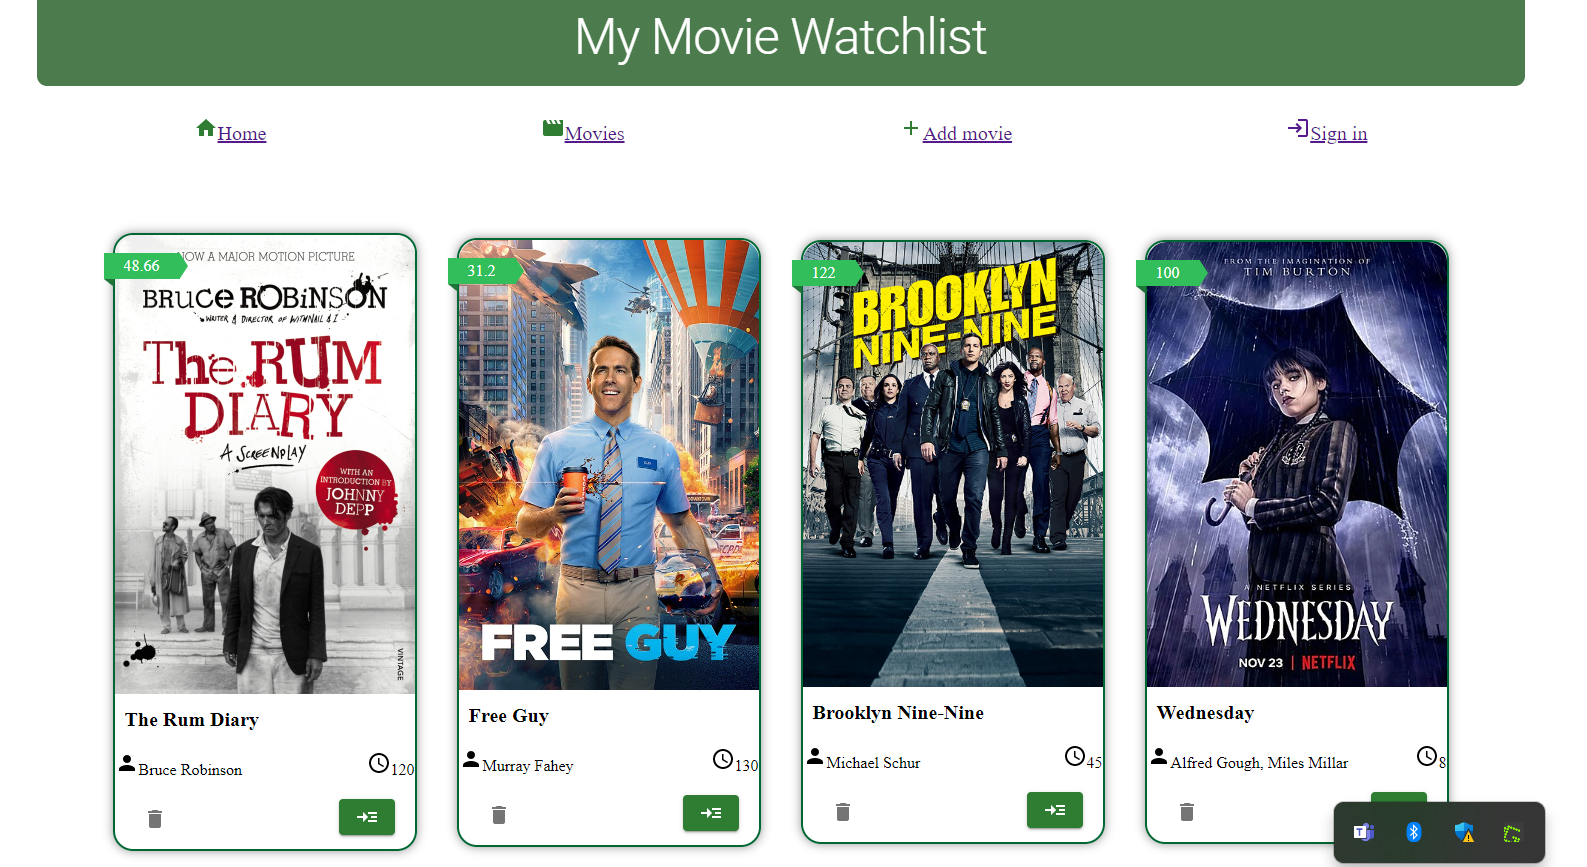 My Movie Watchlist
Home
Movies
Add movie
Sign in
48.66
NOW A MAJOR MOTION PICTURE
BRUCE ROBINSON
WRITER & DIRECTOR OF WITHNAIL & I
The RUM
DIARY
A SCREENPLAY
WITH AN
INTRODUCTION BY
JOHNNY
DEPP
VINTAGE
The Rum Diary
Bruce Robinson
120
31.2
FREE GUY
Free Guy
Murray Fahey
130
122
BROOKLYN
NINE-NINE
Brooklyn Nine-Nine
Michael Schur
45
100
FROM THE IMAGINATION OF
TIM BURTON
A NETFLIX SERIES
WEDNESDAY
NOV 23 | NETFLIX
Wednesday
Alfred Gough, Miles Millar
8